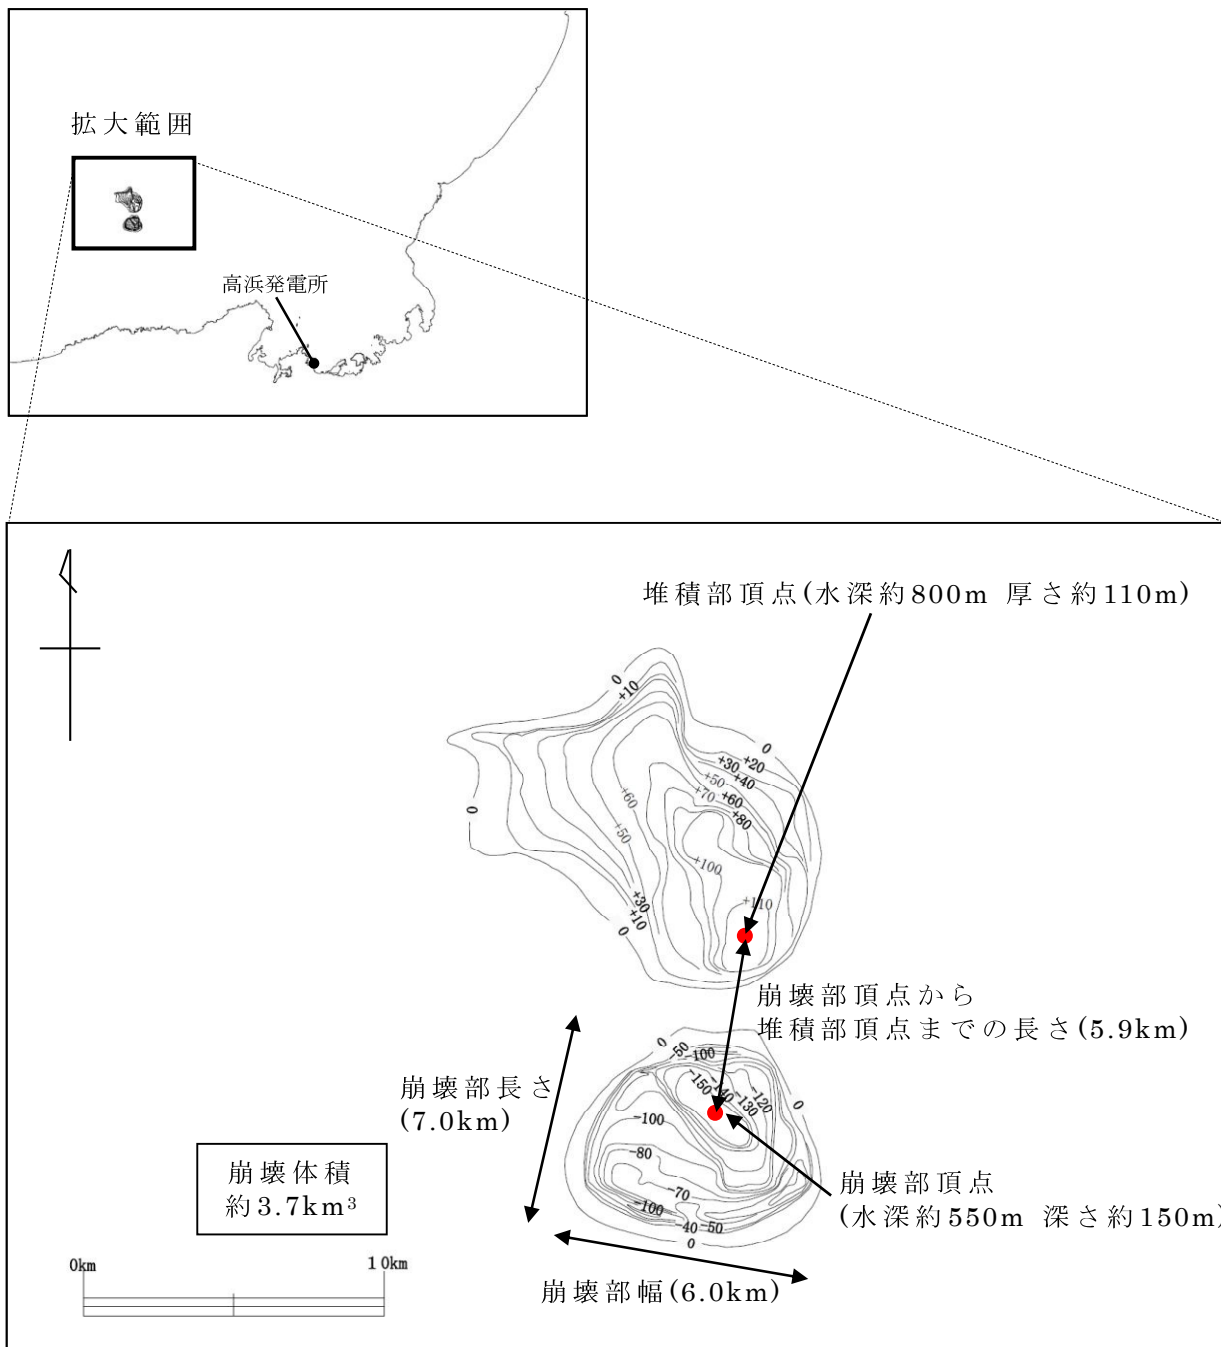 拡大範囲
高浜発電所
堆積部頂点(水深約800m 厚さ約110m)
0
+10
0
+20
+30
+40
+50
+60
+70
+80
+60
+50
0
+100
+110
+30
+10
0
崩壊部頂点から
堆積部頂点までの長さ(5.9km)
崩壊部長さ
(7.0km)
0
-50
-100
-150
-140
-130
-120
0
-100
-80
-70
-100
-40
-50
0
崩壊部頂点
(水深約550m 深さ約150m)
崩壊体積
約3.7km³
崩壊部幅(6.0km)
0km
10km